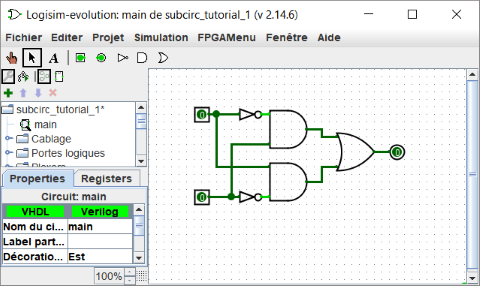 Logisim-evolution: main de subcirc_tutorial_1 (v 2.14.6)
Fichier Editer Projet Simulation FPGAMenu Fenêtre Aide
A
subcirc_tutorial_1*
main
Cablage
Portes logiques
Properties Registers
Circuit: main
VHDL Verilog
Nom du ci... main
Label part...
Décoratio... Est
100%
0
0
0